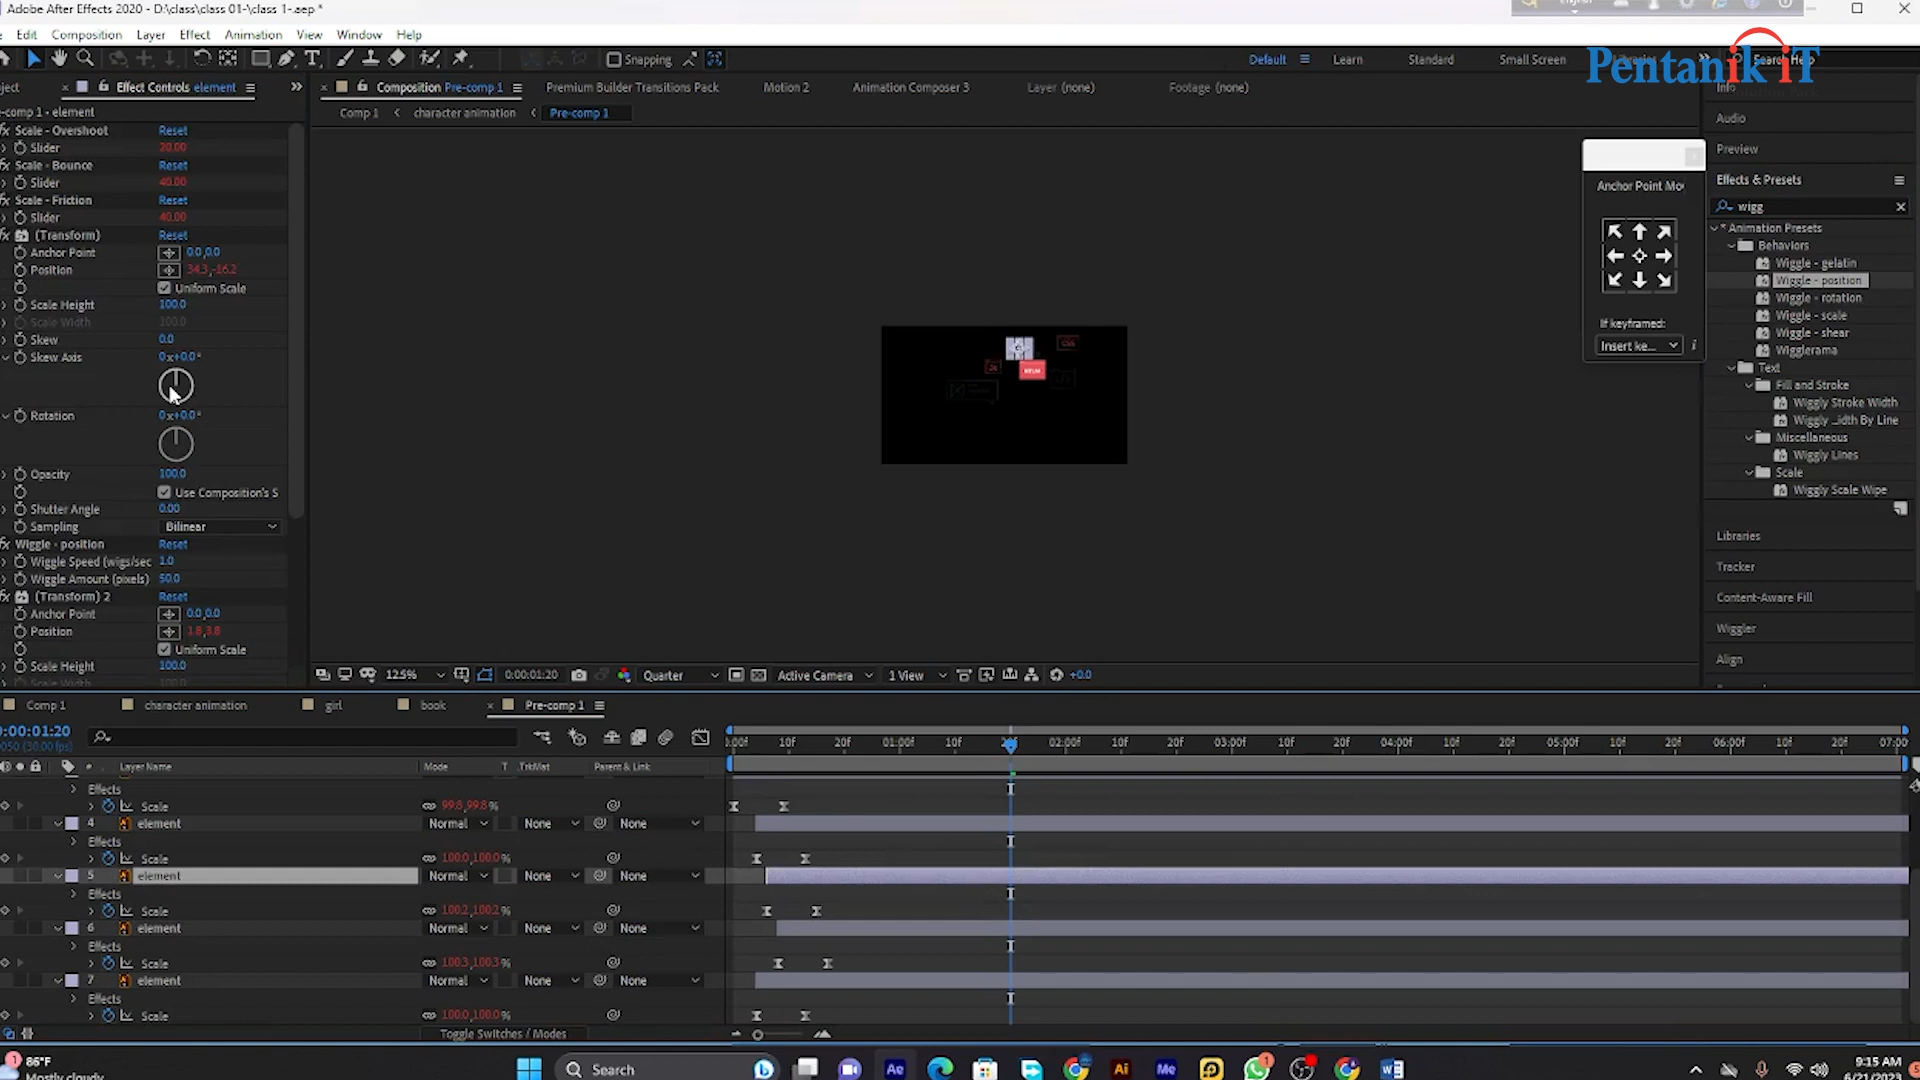 Adobe After Effects 2020 - D:\class\class 01-\class 1-.aep *
Edit Composition Layer Effect Animation View Window Help
Snapping
Default Learn Standard Small Screen
Pentanik iT
Search Help
Effect Controls element
Composition Pre-comp 1 Premium Builder Transitions Pack Motion 2 Animation Composer 3 Layer (none) Footage (none)
Comp 1 character animation Pre-comp 1
Scale - Overshoot Reset
Slider 20.00
Scale - Bounce Reset
Slider 40.00
Scale - Friction Reset
Slider 40.00
(Transform) Reset
Anchor Point 0.0,0.0
Position 34.3,-16.2
Uniform Scale
Scale Height 100.0
Scale Width 100.0
Skew 0.0
Skew Axis 0x+0.0°
Rotation 0x+0.0°
Opacity 100.0
Use Composition's S
Shutter Angle 0.00
Sampling Bilinear
Wiggle - position Reset
Wiggle Speed (wigs/sec 1.0
Wiggle Amount (pixels) 50.0
(Transform) 2 Reset
Anchor Point 0.0,0.0
Position 1.8,3.8
Uniform Scale
Scale Height 100.0
CSS
Anchor Point Mo
If keyframed:
Insert ke...
Info
Audio
Preview
Effects & Presets
wigg
* Animation Presets
Behaviors
Wiggle - gelatin
Wiggle - position
Wiggle - rotation
Wiggle - scale
Wiggle - shear
Wigglerama
Text
Fill and Stroke
Wiggly Stroke Width
Wiggly ...idth By Line
Miscellaneous
Wiggly Lines
Scale
Wiggly Scale Wipe
Libraries
Tracker
Content-Aware Fill
Wiggler
Align
12.5% 0:00:01:20 Quarter Active Camera 1 View +0.0
Comp 1 character animation girl book Pre-comp 1
0:00:01:20
:00f 10f 20f 01:00f 10f 02:00f 10f 20f 03:00f 10f 20f 04:00f 10f 20f 05:00f 10f 20f 06:00f 10f 20f 07:00
Layer Name Mode T .TrkMat Parent & Link
Effects
Scale 99.8,99.8%
4 element Normal None None
Effects
Scale 100.0,100.0%
5 element Normal None None
Effects
Scale 100.2,100.2%
6 element Normal None None
Effects
Scale 100.3,100.3%
7 element Normal None None
Effects
Scale 100.0,100.0%
Toggle Switches / Modes
86°F
Mostly cloudy
Search
9:15 AM
6/21/2023